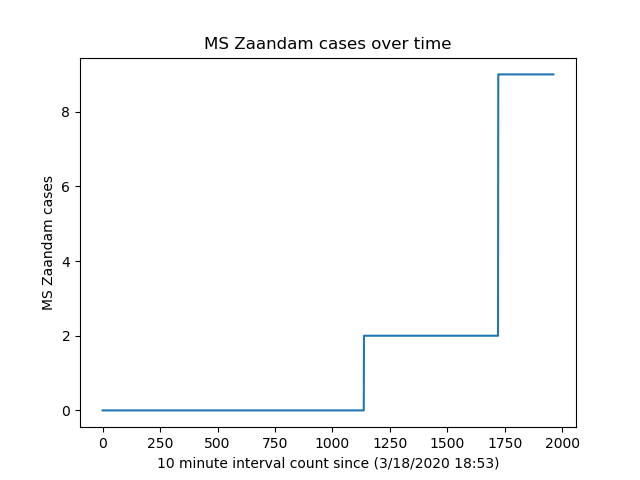 MS Zaandam cases over time
MS Zaandam cases
8
6
4
2
0
0 250 500 750 1000 1250 1500 1750 2000
10 minute interval count since (3/18/2020 18:53)